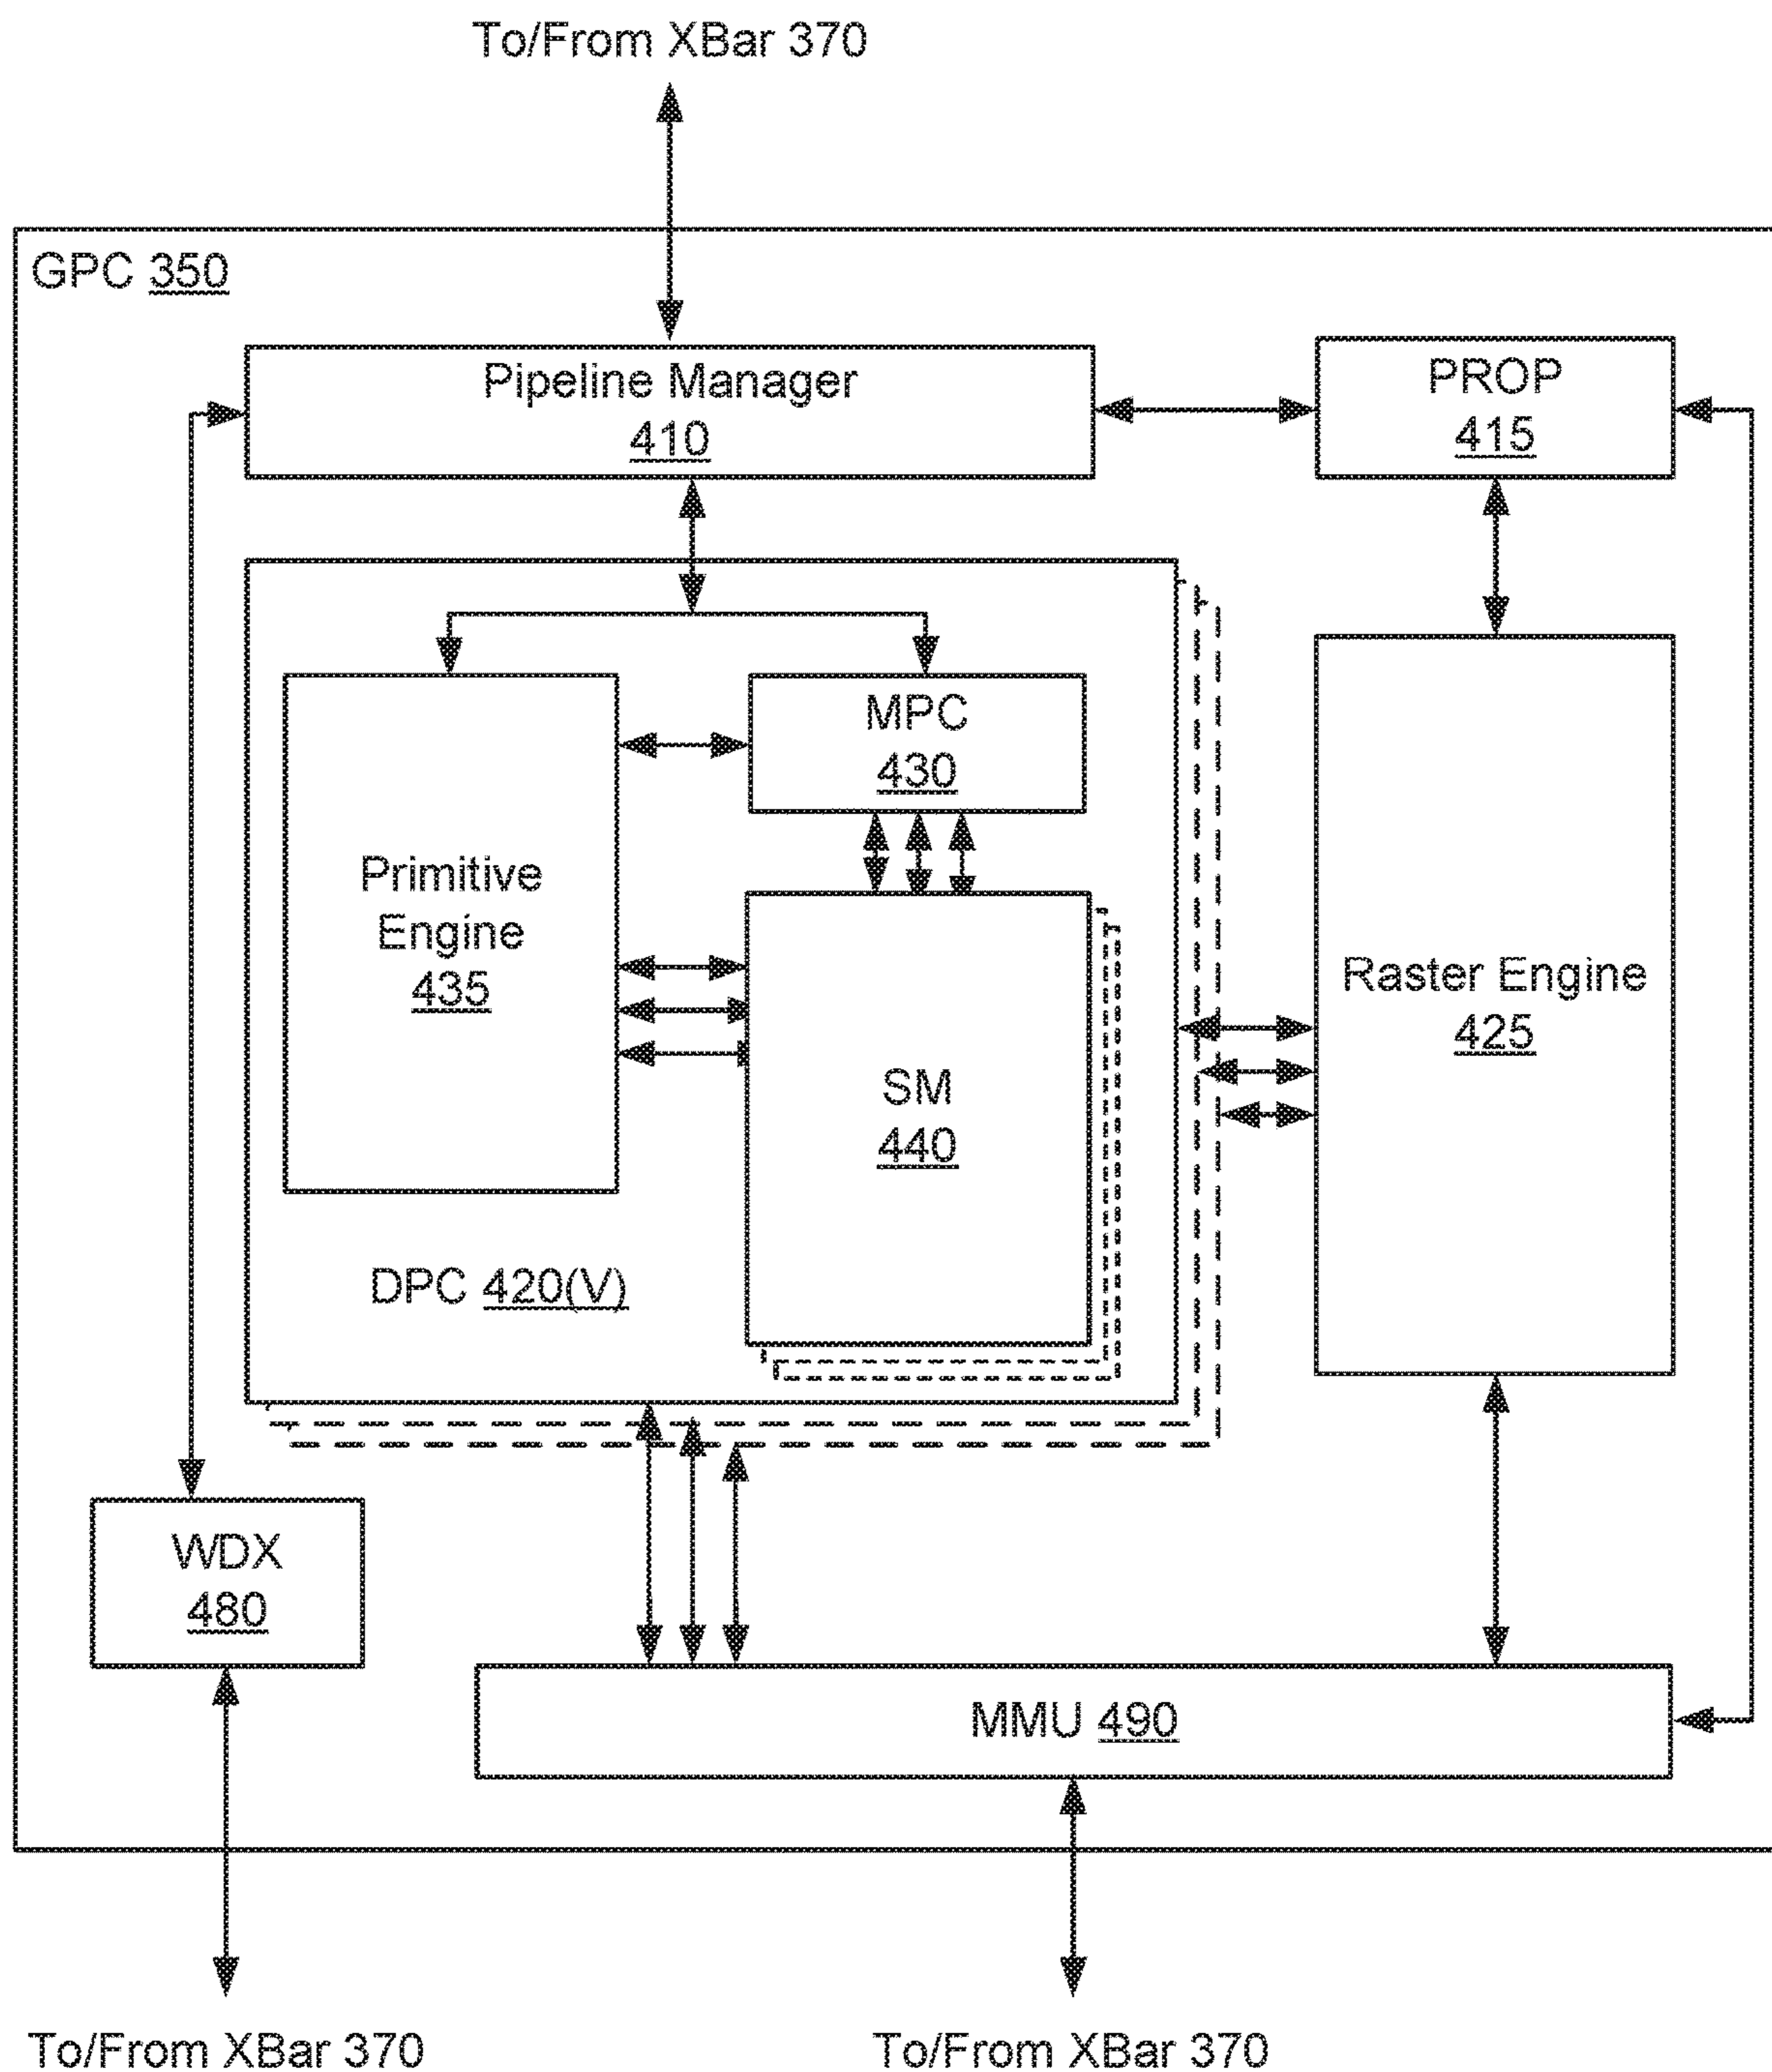 To/From XBar 370
GPC 350
Pipeline Manager
410
PROP
415
MPC
430
Primitive
Engine
435
SM
440
Raster Engine
425
DPC 420(V)
WDX
480
MMU 490
To/From XBar 370
To/From XBar 370